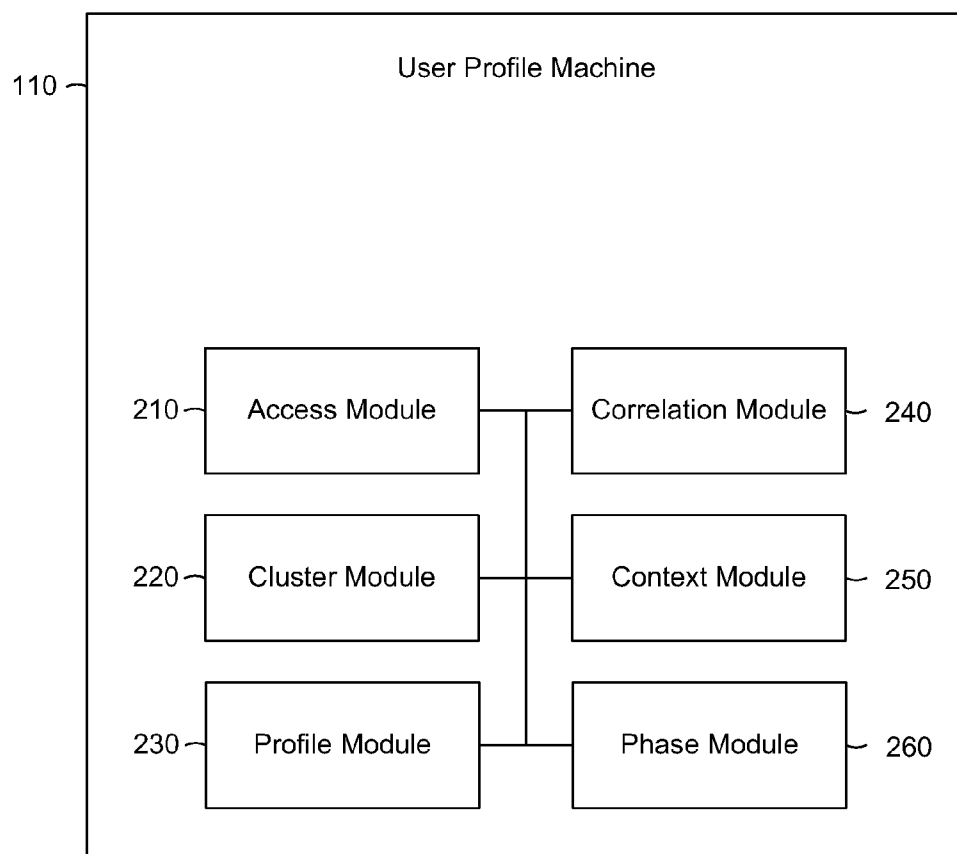 User Profile Machine
110
210
Access Module
Correlation Module
240
220
Cluster Module
Context Module
250
230
Profile Module
Phase Module
260